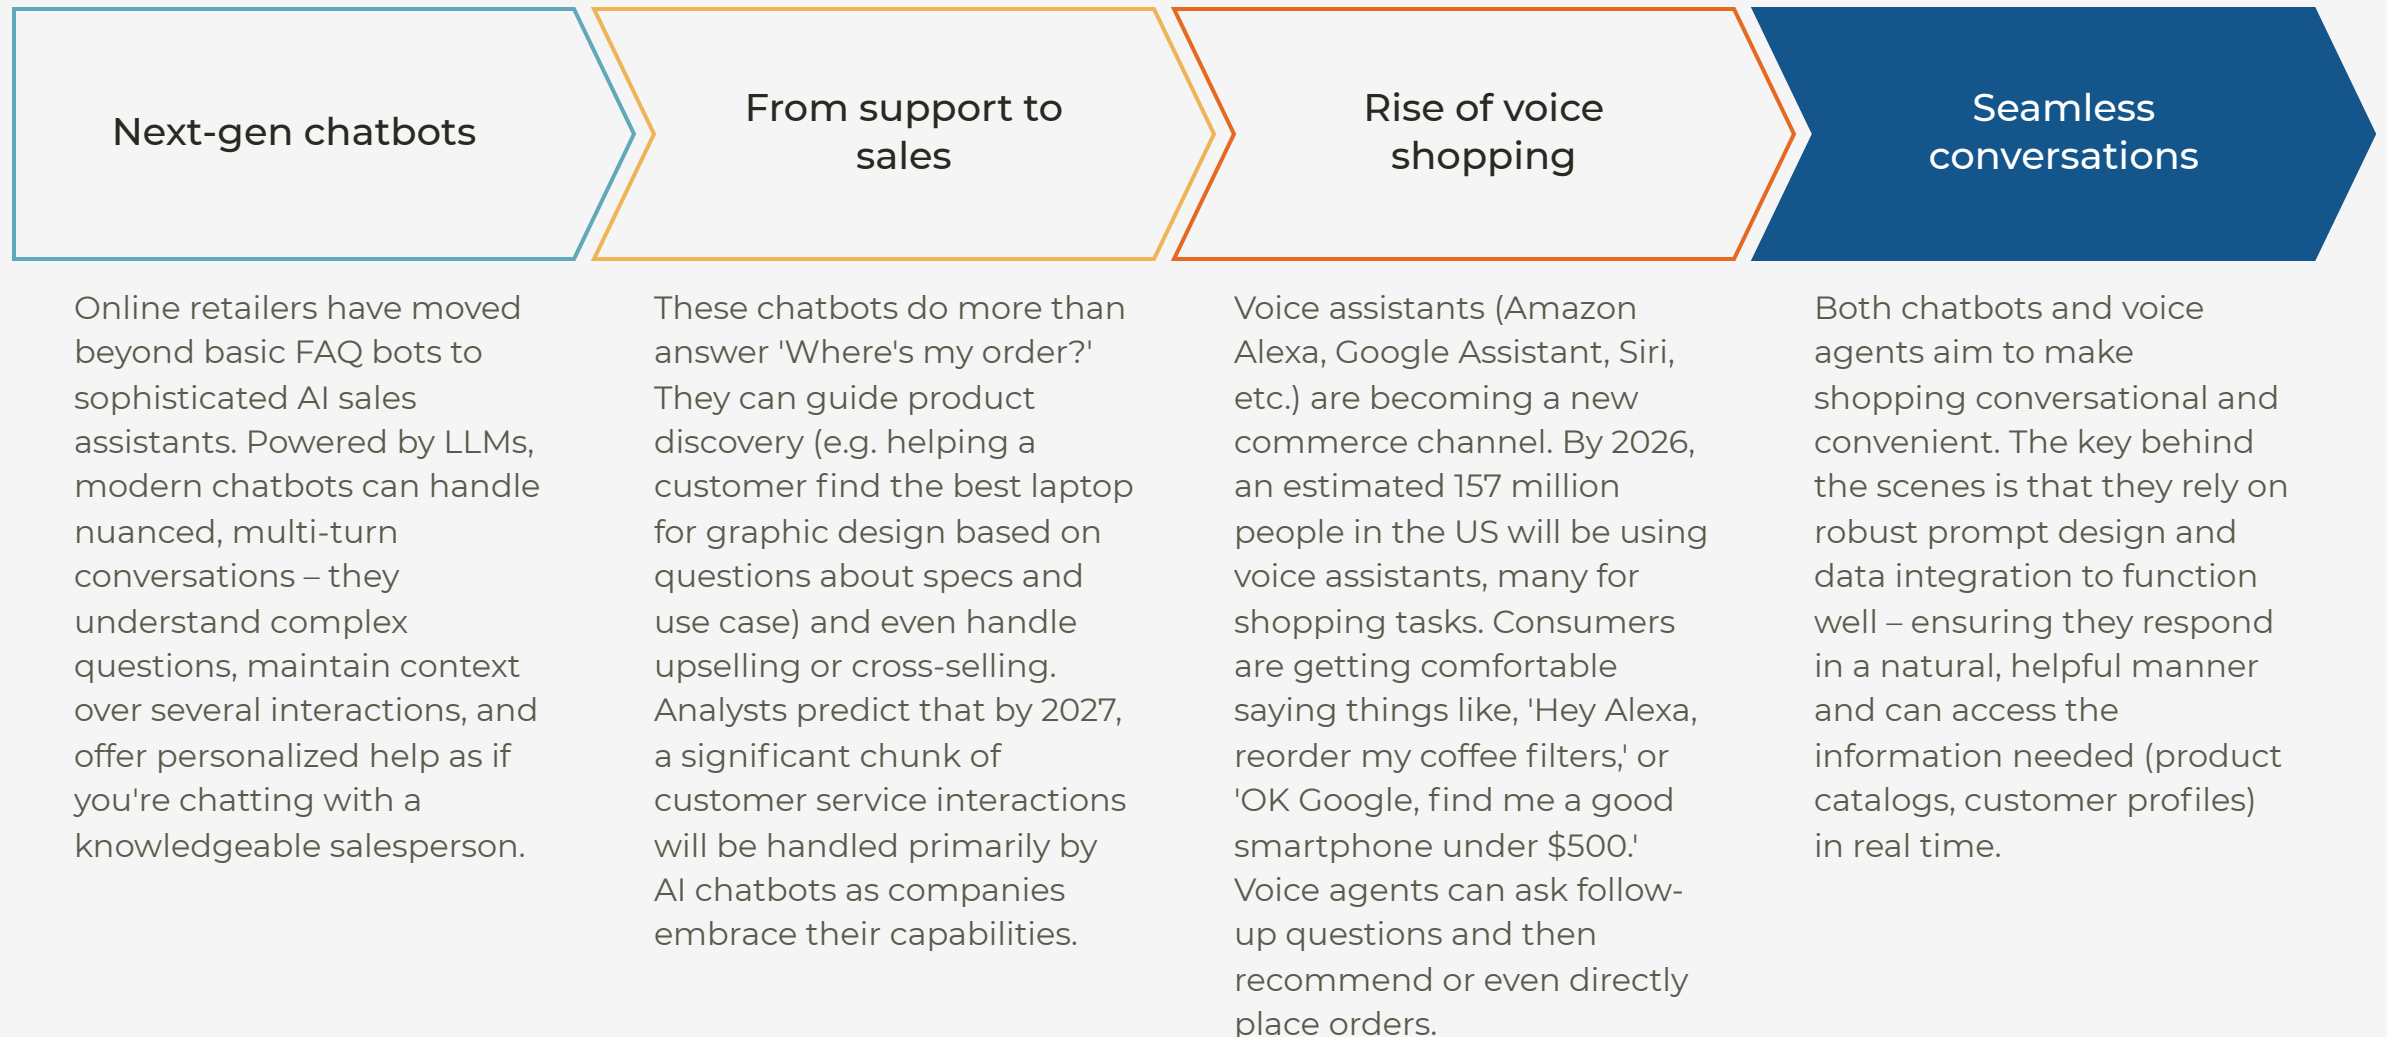 Next-gen chatbots
Online retailers have moved
beyond basic FAQ bots to
sophisticated AI sales
assistants. Powered by LLMs,
modern chatbots can handle
nuanced, multi-turn
conversations – they
understand complex
questions, maintain context
over several interactions, and
offer personalized help as if
you're chatting with a
knowledgeable salesperson.
From support to
sales
These chatbots do more than
answer 'Where's my order?'
They can guide product
discovery (e.g. helping a
customer find the best laptop
for graphic design based on
questions about specs and
use case) and even handle
upselling or cross-selling.
Analysts predict that by 2027,
a significant chunk of
customer service interactions
will be handled primarily by
AI chatbots as companies
embrace their capabilities.
Rise of voice
shopping
Voice assistants (Amazon
Alexa, Google Assistant, Siri,
etc.) are becoming a new
commerce channel. By 2026,
an estimated 157 million
people in the US will be using
voice assistants, many for
shopping tasks. Consumers
are getting comfortable
saying things like, 'Hey Alexa,
reorder my coffee filters,' or
'OK Google, find me a good
smartphone under $500.'
Voice agents can ask follow-
up questions and then
recommend or even directly
place orders.
Seamless
conversations
Both chatbots and voice
agents aim to make
shopping conversational and
convenient. The key behind
the scenes is that they rely on
robust prompt design and
data integration to function
well – ensuring they respond
in a natural, helpful manner
and can access the
information needed (product
catalogs, customer profiles)
in real time.